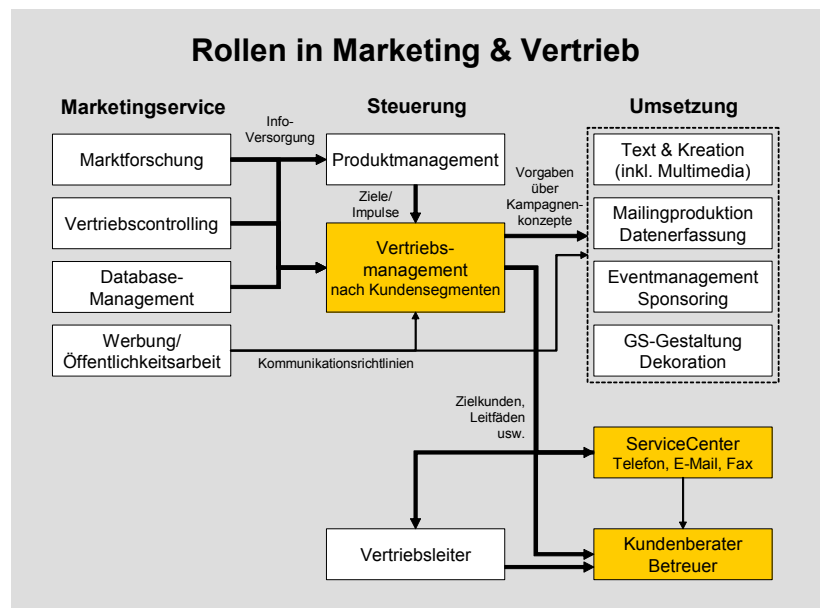 Rollen in Marketing & Vertrieb
Marketingservice
Steuerung
Umsetzung
Info-
Versorgung
Marktforschung
Produktmanagement
Text & Kreation
(inkl. Multimedia)
Vorgaben
über
Kampagnen-
konzepte
Ziele/
Impulse
Vertriebscontrolling
Vertriebs-
management
nach Kundensegmenten
Mailingproduktion
Datenerfassung
Database-
Management
Eventmanagement
Sponsoring
Werbung/
Öffentlichkeitsarbeit
Kommunikationsrichtlinien
GS-Gestaltung
Dekoration
Zielkunden,
Leitfäden
usw.
ServiceCenter
Telefon, E-Mail, Fax
Vertriebsleiter
Kundenberater
Betreuer